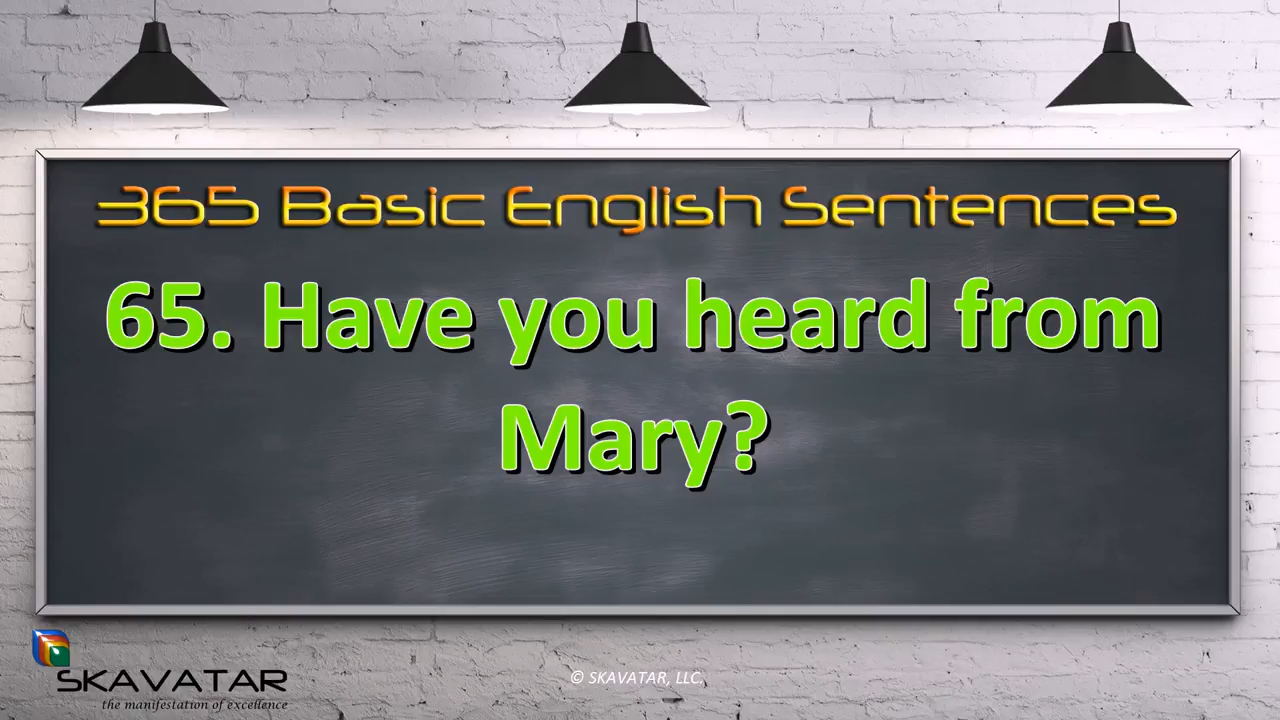 365 Basic English Sentences
65. Have you heard from
Mary?
SKAVATAR
the manifestation of excellence
© SKAVATAR, LLC.